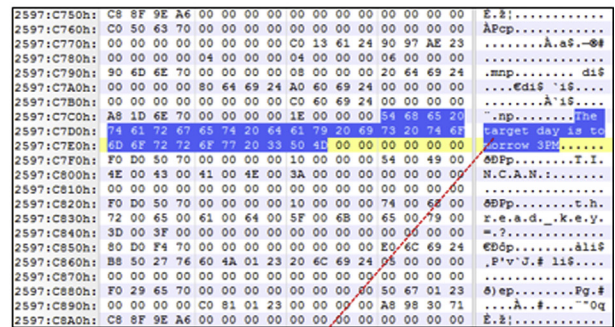 2597:C750h: C8 8F 9E A6 00 00 00 00 00 00 00 00 00 00 00 00 È.ž¦............
2597:C760h: C0 50 63 70 00 00 00 00 00 00 00 00 00 00 00 00 ÀPcp............
2597:C770h: 00 00 00 00 00 00 00 00 C0 13 61 24 90 97 AE 23 ........À.a$.—®#
2597:C780h: 00 00 00 00 04 00 00 00 04 00 00 00 06 00 00 00 ................
2597:C790h: 90 6D 6E 70 00 00 00 00 08 00 00 00 20 64 69 24 .mnp........ di$
2597:C7A0h: 00 00 00 00 80 64 69 24 A0 60 69 24 00 00 00 00 ....€di$ `i$....
2597:C7B0h: 00 00 00 00 00 00 00 00 C0 60 69 24 00 00 00 00 ........À`i$....
2597:C7C0h: A8 1D 6E 70 00 00 00 00 1E 00 00 00 54 68 65 20 ¨.np........The
2597:C7D0h: 74 61 72 67 65 74 20 64 61 79 20 69 73 20 74 6F target day is to
2597:C7E0h: 6D 6F 72 72 6F 77 20 33 50 4D 00 00 00 00 00 00 morrow 3PM......
2597:C7F0h: F0 D0 50 70 00 00 00 00 10 00 00 00 54 00 49 00 ðÐPp........T.I.
2597:C800h: 4E 00 43 00 41 00 4E 00 3A 00 00 00 00 00 00 00 N.C.A.N.:.......
2597:C810h: 00 00 00 00 00 00 00 00 00 00 00 00 00 00 00 00 ................
2597:C820h: F0 D0 50 70 00 00 00 00 10 00 00 00 74 00 68 00 ðÐPp........t.h.
2597:C830h: 72 00 65 00 61 00 64 00 5F 00 6B 00 65 00 79 00 r.e.a.d._.k.e.y.
2597:C840h: 3D 00 3F 00 00 00 00 00 00 00 00 00 00 00 00 00 =.?.............
2597:C850h: 80 D0 F4 70 00 00 00 00 00 00 00 00 E0 6C 69 24 €Ðôp........àli$
2597:C860h: B8 50 27 76 60 4A 01 23 20 6C 69 24 05 00 00 00 ¸P'v`J.# li$....
2597:C870h: 00 00 00 00 00 00 00 00 00 00 00 00 00 00 00 00 ................
2597:C880h: F0 29 65 70 00 00 00 00 00 00 00 00 50 67 01 23 ð)ep........Pg.#
2597:C890h: 00 00 00 00 C0 81 01 23 00 00 00 00 A8 98 30 71 ....À..#....¨˜0q
2597:C8A0h: C8 8F 9E A6 00 00 00 00 00 00 00 00 00 00 00 00 È.ž¦............